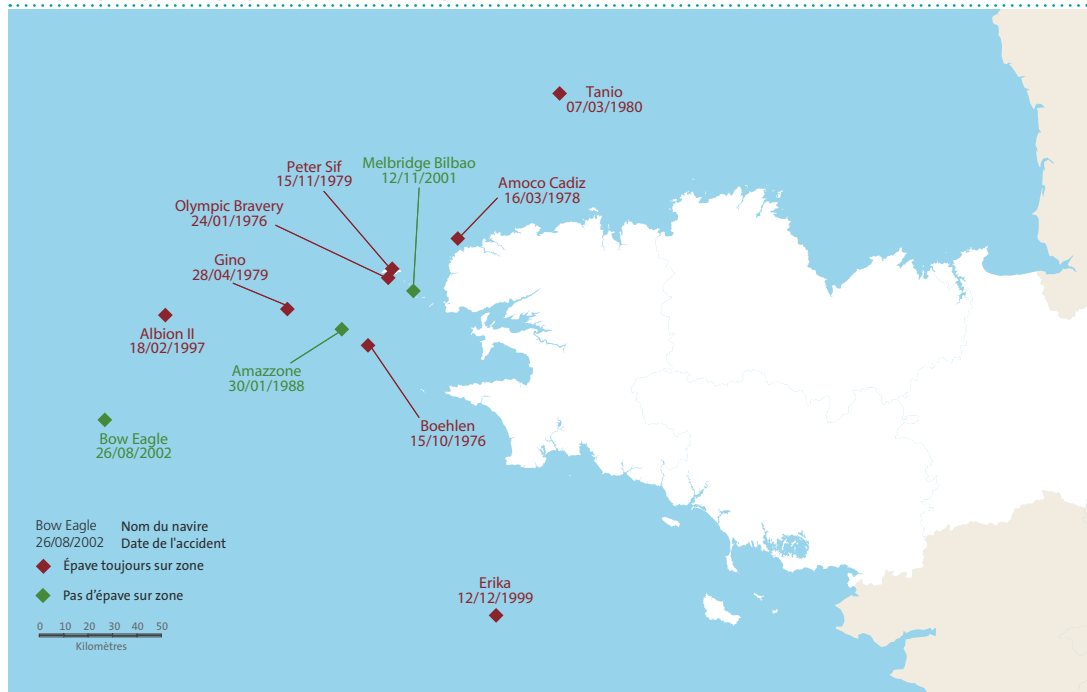 Tanio
07/03/1980
Peter Sif
15/11/1979
Melbridge Bilbao
12/11/2001
Amoco Cadiz
16/03/1978
Olympic Bravery
24/01/1976
Gino
28/04/1979
Albion II
18/02/1997
Amazzone
30/01/1988
Boehlen
15/10/1976
Bow Eagle
26/08/2002
Bow Eagle Nom du navire
26/08/2002 Date de l'accident
Épave toujours sur zone
Pas d'épave sur zone
0 10 20 30 40 50
Kilomètres
Erika
12/12/1999